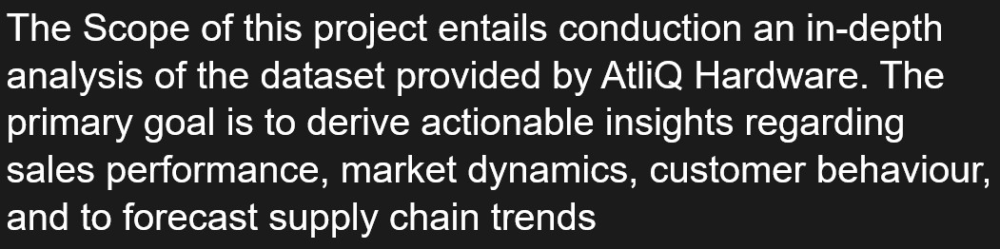 The Scope of this project entails conduction an in-depth
analysis of the dataset provided by AtliQ Hardware. The
primary goal is to derive actionable insights regarding
sales performance, market dynamics, customer behaviour,
and to forecast supply chain trends